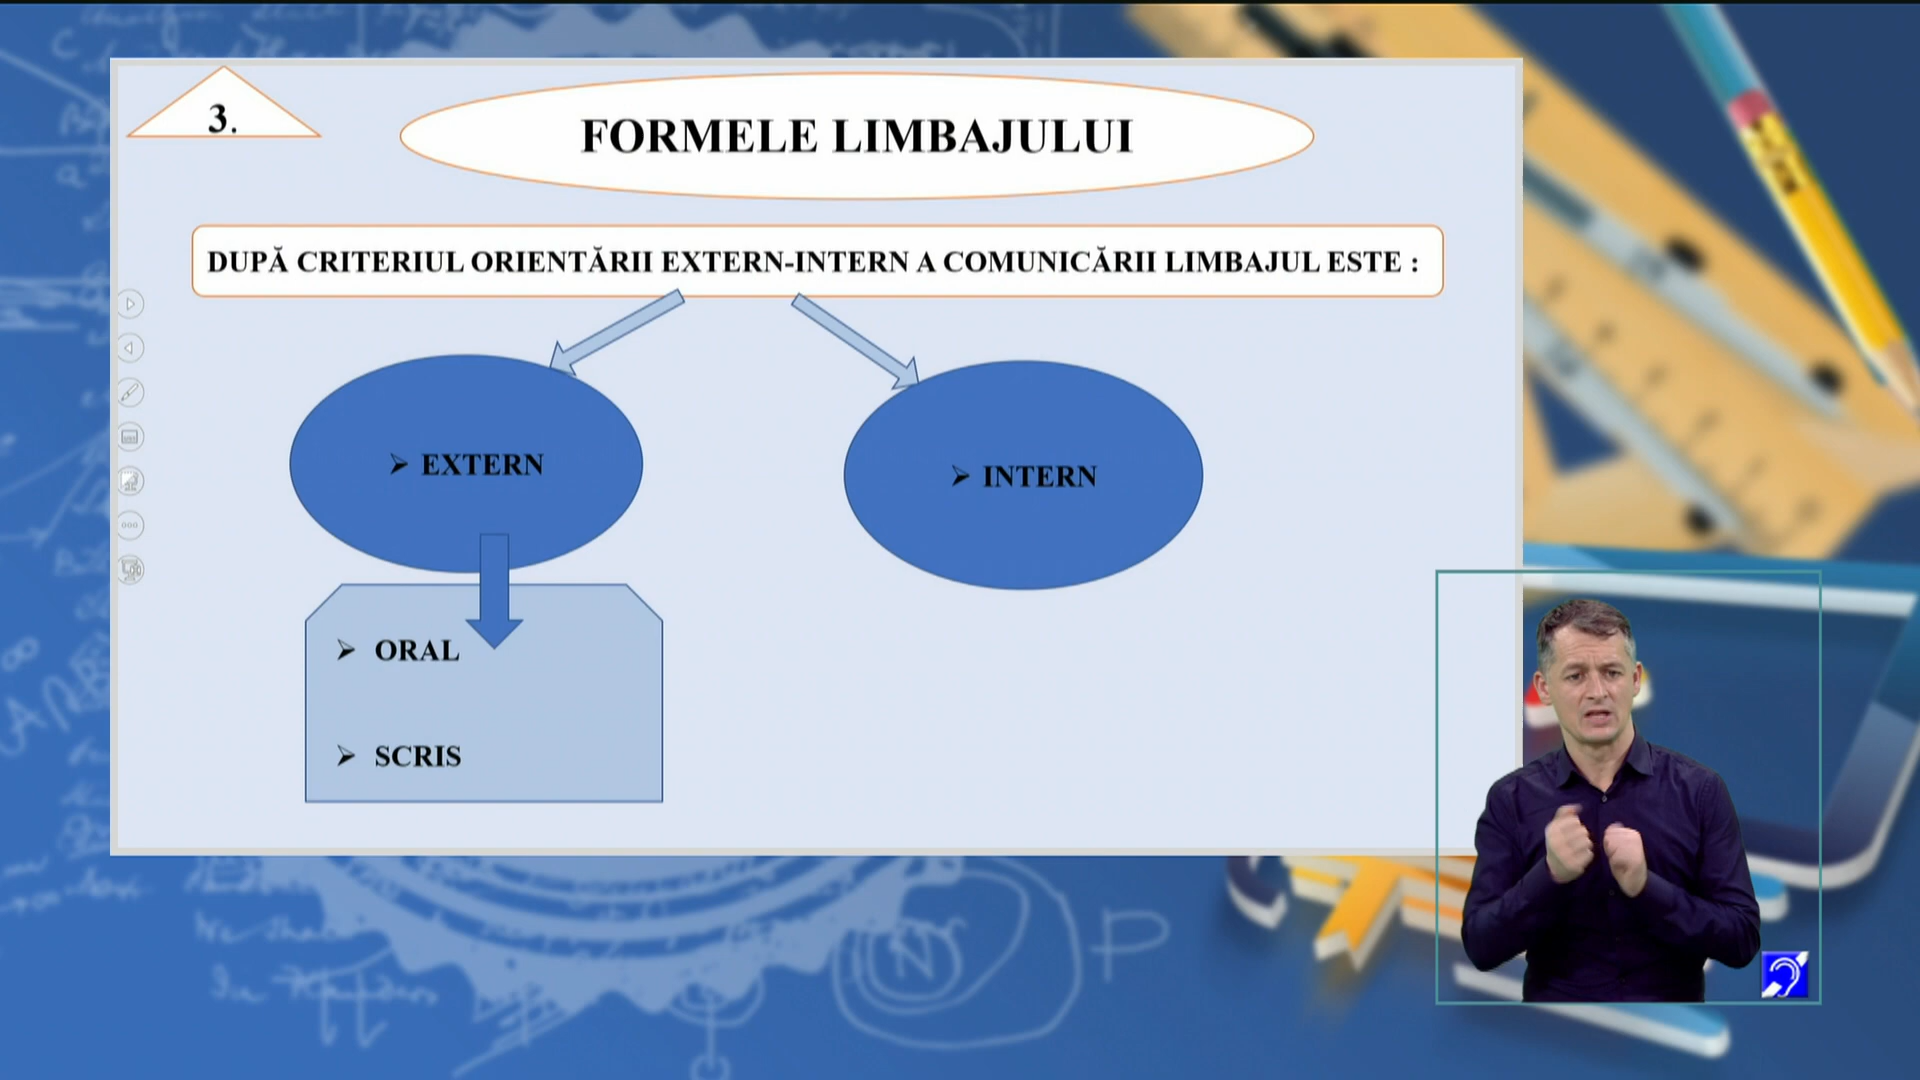 3.
FORMELE LIMBAJULUI
DUPĂ CRITERIUL ORIENTĂRII EXTERN-INTERN A COMUNICĂRII LIMBAJUL ESTE :
➢ EXTERN
➢ INTERN
➢ ORAL
➢ SCRIS
N
P